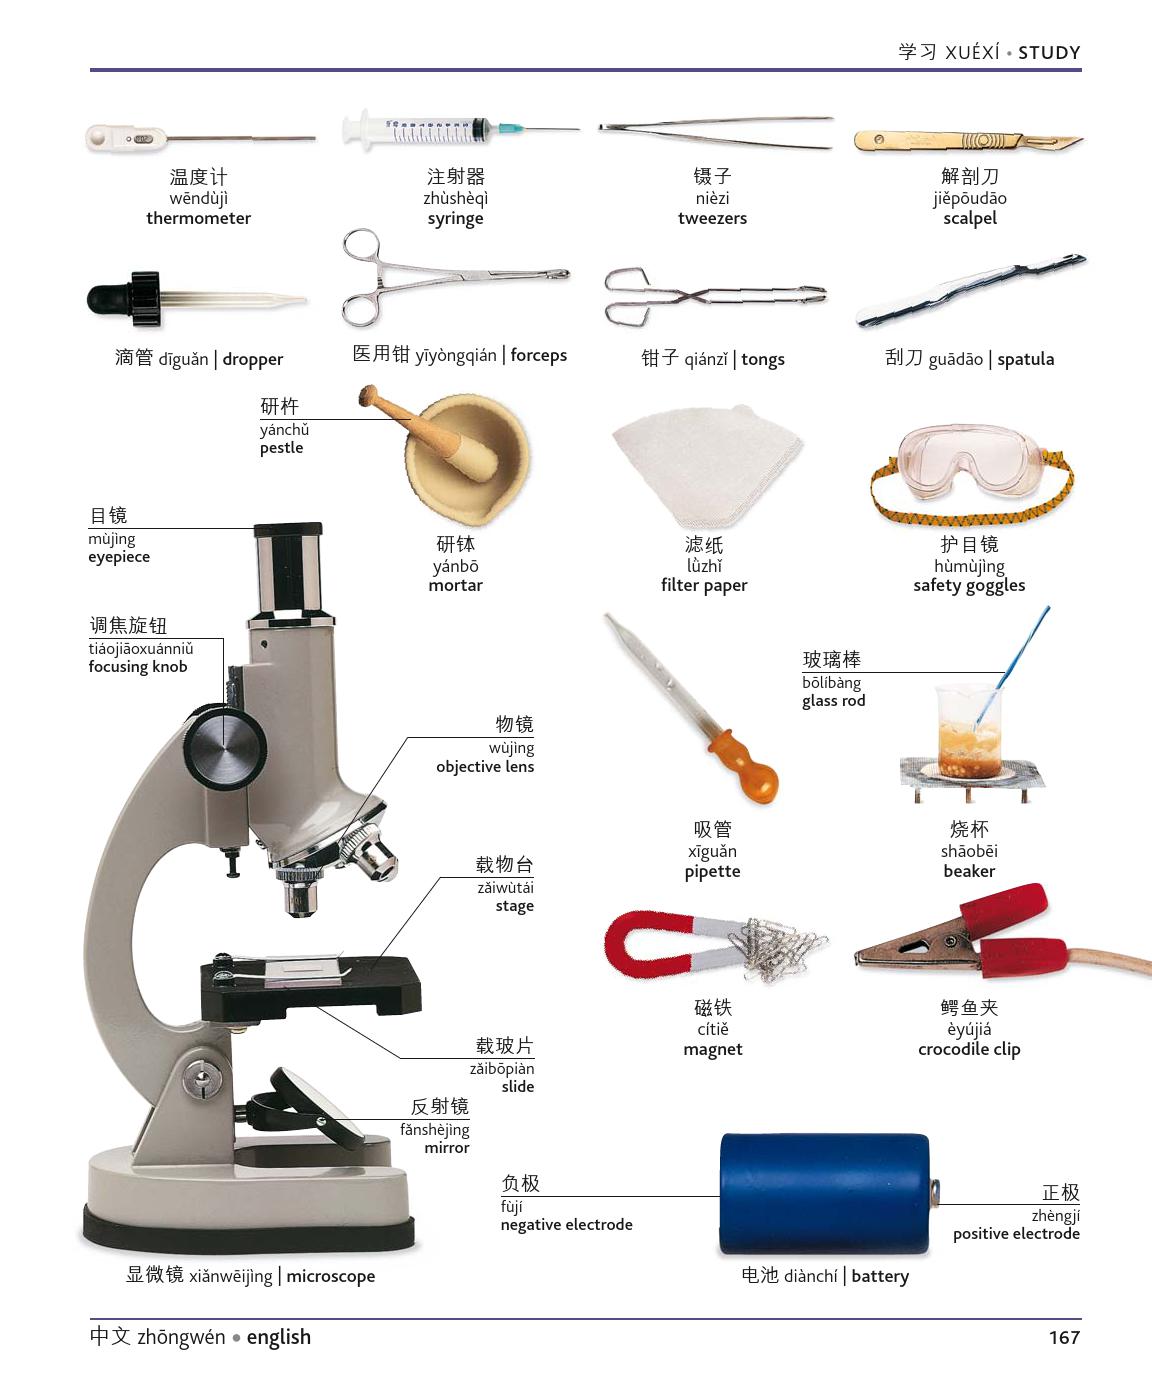 学习 XUÉXÍ • STUDY
温度计
wēndùjì
thermometer
注射器
zhùshèqì
syringe
镊子
nièzi
tweezers
解剖刀
jiěpōudāo
scalpel
滴管 dīguǎn | dropper
医用钳 yīyòngqián | forceps
钳子 qiánzǐ | tongs
刮刀 guādāo | spatula
研杵
yánchǔ
pestle
研钵
yánbō
mortar
滤纸
lǜzhǐ
filter paper
护目镜
hùmùjìng
safety goggles
目镜
mùjìng
eyepiece
调焦旋钮
tiáojiāoxuánniǔ
focusing knob
物镜
wùjìng
objective lens
载物台
zǎiwùtái
stage
载玻片
zǎibōpiàn
slide
反射镜
fǎnshèjìng
mirror
显微镜 xiǎnwēijìng | microscope
吸管
xīguǎn
pipette
玻璃棒
bōlíbàng
glass rod
烧杯
shāobēi
beaker
磁铁
cítiě
magnet
鳄鱼夹
èyújiá
crocodile clip
负极
fùjí
negative electrode
正极
zhèngjí
positive electrode
电池 diànchí | battery
中文 zhōngwén • english
167